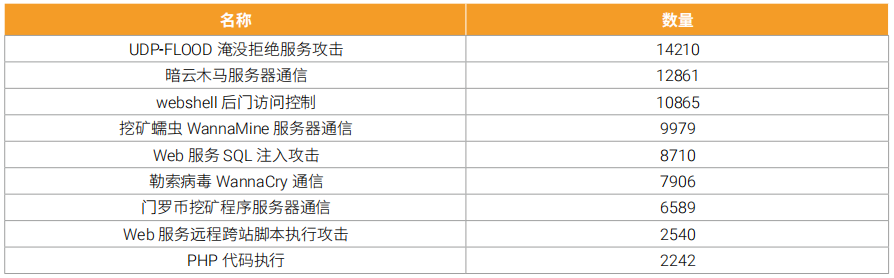 名称 数量
UDP-FLOOD 淹没拒绝服务攻击 14210
暗云木马服务器通信 12861
webshell 后门访问控制 10865
挖矿蠕虫 WannaMine 服务器通信 9979
Web 服务 SQL 注入攻击 8710
勒索病毒 WannaCry 通信 7906
门罗币挖矿程序服务器通信 6589
Web 服务远程跨站脚本执行攻击 2540
PHP 代码执行 2242